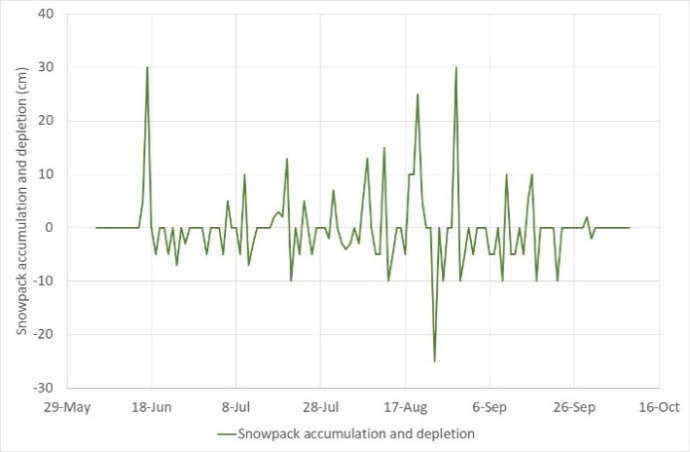 40
30
20
10
0
-10
-20
-30
Snowpack accumulation and depletion (cm)
29-May 18-Jun 8-Jul 28-Jul 17-Aug 6-Sep 26-Sep 16-Oct
Snowpack accumulation and depletion